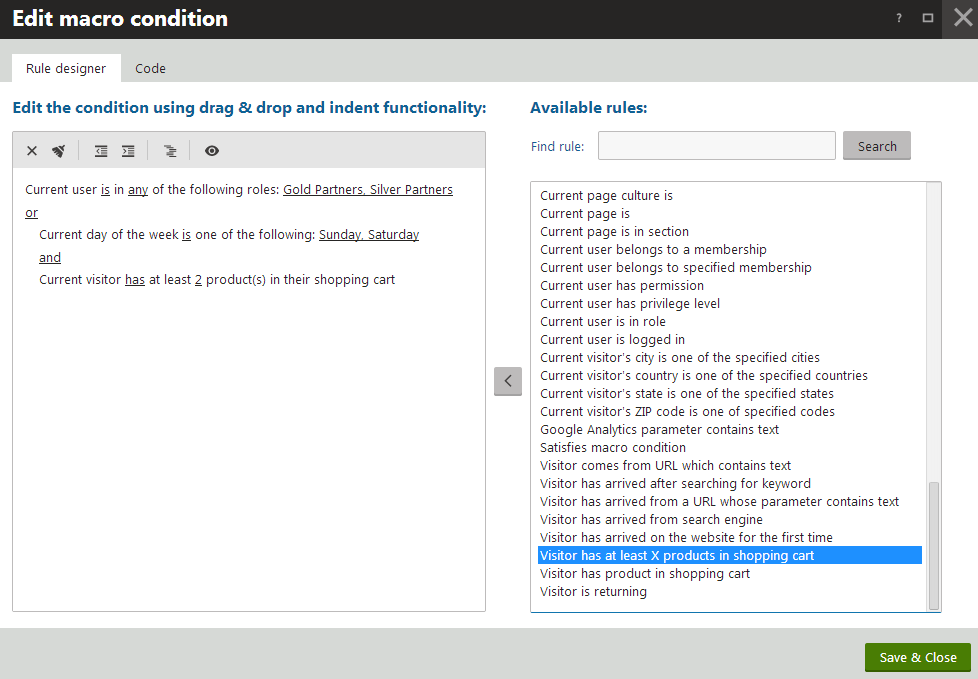 Edit macro condition
?
Rule designer
Code
Edit the condition using drag & drop and indent functionality:
Current user is in any of the following roles: Gold Partners, Silver Partners
or
Current day of the week is one of the following: Sunday, Saturday
and
Current visitor has at least 2 product(s) in their shopping cart
Available rules:
Find rule:
Search
Current page culture is
Current page is
Current page is in section
Current user belongs to a membership
Current user belongs to specified membership
Current user has permission
Current user has privilege level
Current user is in role
Current user is logged in
Current visitor's city is one of the specified cities
Current visitor's country is one of the specified countries
Current visitor's state is one of the specified states
Current visitor's ZIP code is one of specified codes
Google Analytics parameter contains text
Satisfies macro condition
Visitor comes from URL which contains text
Visitor has arrived after searching for keyword
Visitor has arrived from a URL whose parameter contains text
Visitor has arrived from search engine
Visitor has arrived on the website for the first time
Visitor has at least X products in shopping cart
Visitor has product in shopping cart
Visitor is returning
Save & Close